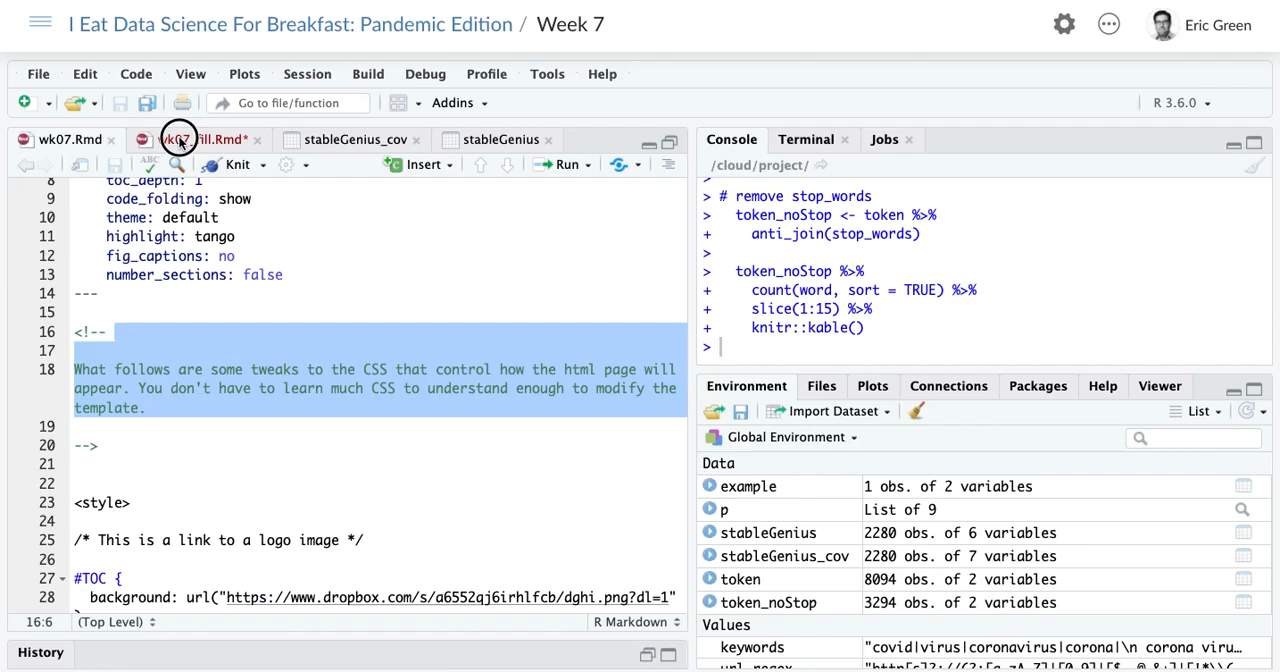 I Eat Data Science For Breakfast: Pandemic Edition / Week 7
Eric Green
File Edit Code View Plots Session Build Debug Profile Tools Help
Go to file/function Addins R 3.6.0
wk07.Rmd wk07_fill.Rmd* stableGenius_cov stableGenius
ABC Knit Insert Run
8 toc_depth: 1
9 code_folding: show
10 theme: default
11 highlight: tango
12 fig_captions: no
13 number_sections: false
14 ---
15
16 <!--
17
18 What follows are some tweaks to the CSS that control how the html page will
appear. You don't have to learn much CSS to understand enough to modify the
template.
19
20 -->
21
22
23 <style>
24
25 /* This is a link to a logo image */
26
27 #TOC {
28 background: url("https://www.dropbox.com/s/a6552qj6irhlfcb/dghi.png?dl=1"
16:6 (Top Level) R Markdown
History
Console Terminal Jobs
/cloud/project/
>
> # remove stop_words
> token_noStop <- token %>%
+ anti_join(stop_words)
>
> token_noStop %>%
+ count(word, sort = TRUE) %>%
+ slice(1:15) %>%
+ knitr::kable()
>
Environment Files Plots Connections Packages Help Viewer
Import Dataset List
Global Environment
Data
example 1 obs. of 2 variables
p List of 9
stableGenius 2280 obs. of 6 variables
stableGenius_cov 2280 obs. of 7 variables
token 8094 obs. of 2 variables
token_noStop 3294 obs. of 2 variables
Values
keywords "covid|virus|coronavirus|corona|\n corona viru…